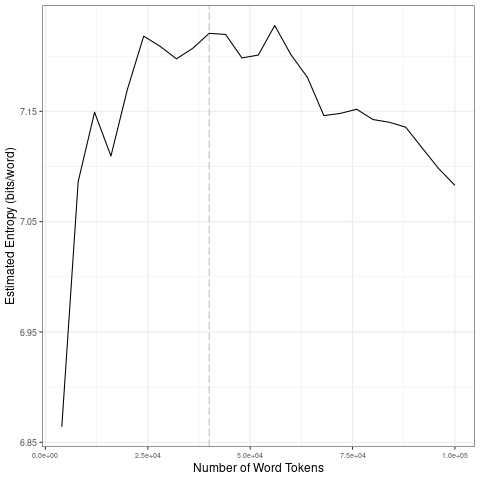 Estimated Entropy (bits/word)
7.15
7.05
6.95
6.85
0.0e+00 2.5e+04 5.0e+04 7.5e+04 1.0e+05
Number of Word Tokens